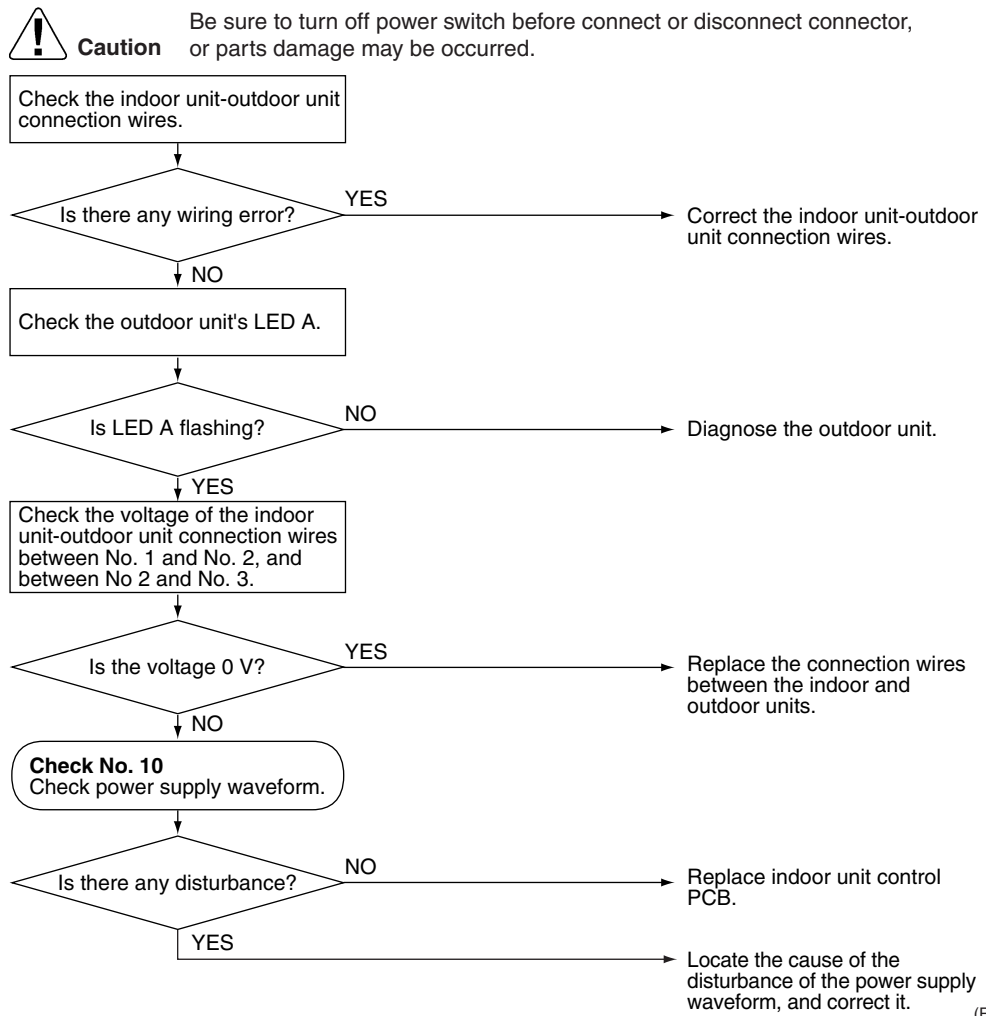 Be sure to turn off power switch before connect or disconnect connector,
Caution or parts damage may be occurred.
Check the indoor unit-outdoor unit
connection wires.
Is there any wiring error?
YES
Correct the indoor unit-outdoor
unit connection wires.
NO
Check the outdoor unit's LED A.
Is LED A flashing?
NO
Diagnose the outdoor unit.
YES
Check the voltage of the indoor
unit-outdoor unit connection wires
between No. 1 and No. 2, and
between No 2 and No. 3.
Is the voltage 0 V?
YES
Replace the connection wires
between the indoor and
outdoor units.
NO
Check No. 10
Check power supply waveform.
Is there any disturbance?
NO
Replace indoor unit control
PCB.
YES
Locate the cause of the
disturbance of the power supply
waveform, and correct it.